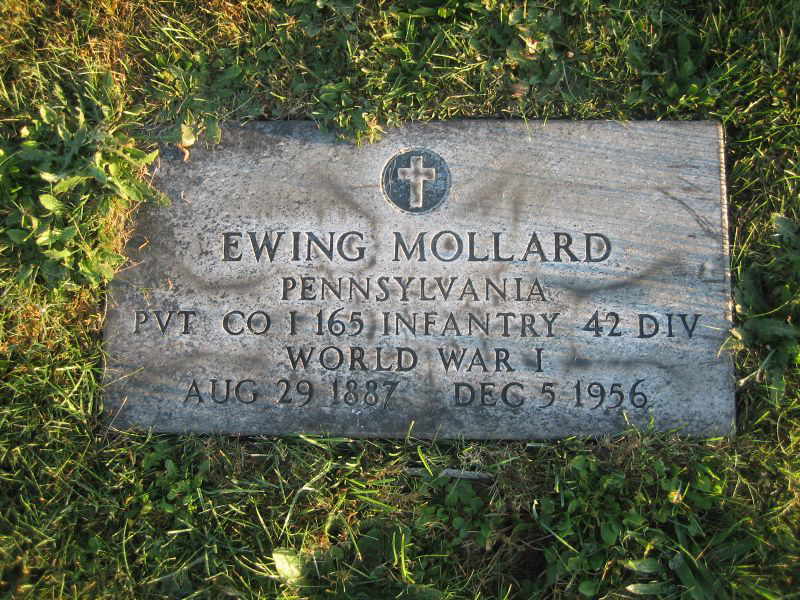 EWING MOLLARD
PENNSYLVANIA
PVT CO I 165 INFANTRY 42 DIV
WORLD WAR I
AUG 29 1887 DEC 5 1956